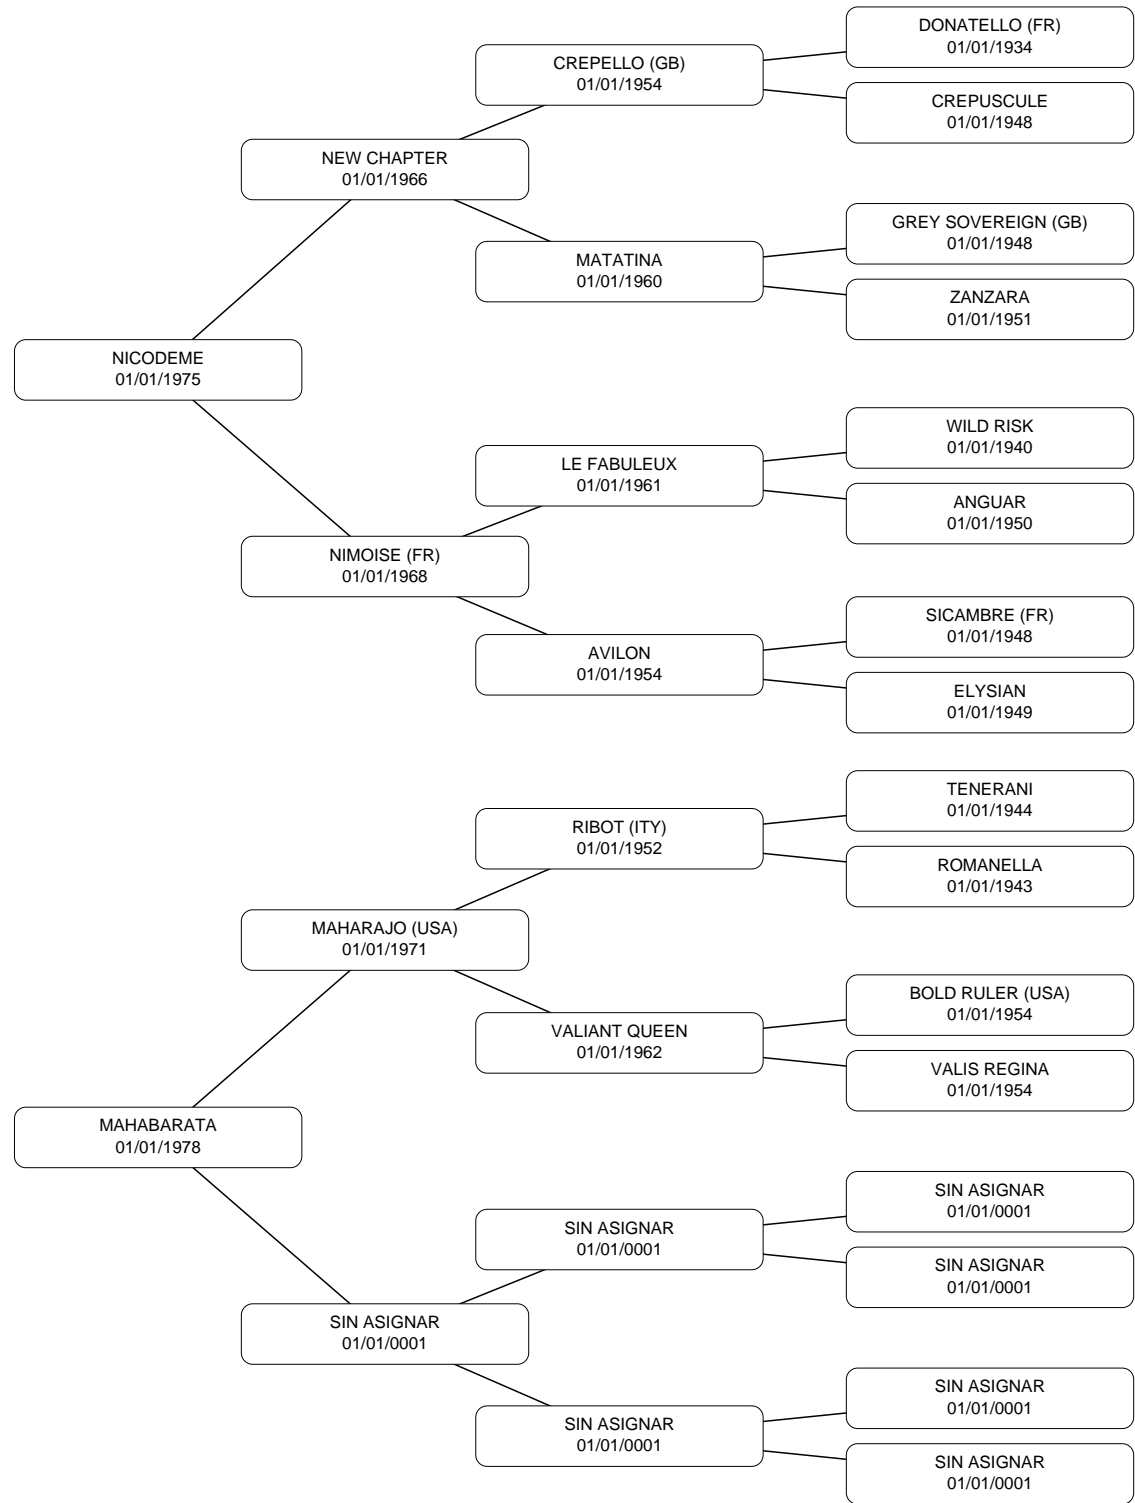 DONATELLO (FR)
01/01/1934
CREPELLO (GB)
01/01/1954
CREPUSCULE
01/01/1948
NEW CHAPTER
01/01/1966
GREY SOVEREIGN (GB)
01/01/1948
MATATINA
01/01/1960
ZANZARA
01/01/1951
NICODEME
01/01/1975
WILD RISK
01/01/1940
LE FABULEUX
01/01/1961
ANGUAR
01/01/1950
NIMOISE (FR)
01/01/1968
SICAMBRE (FR)
01/01/1948
AVILON
01/01/1954
ELYSIAN
01/01/1949
TENERANI
01/01/1944
RIBOT (ITY)
01/01/1952
ROMANELLA
01/01/1943
MAHARAJO (USA)
01/01/1971
BOLD RULER (USA)
01/01/1954
VALIANT QUEEN
01/01/1962
VALIS REGINA
01/01/1954
MAHABARATA
01/01/1978
SIN ASIGNAR
01/01/0001
SIN ASIGNAR
01/01/0001
SIN ASIGNAR
01/01/0001
SIN ASIGNAR
01/01/0001
SIN ASIGNAR
01/01/0001
SIN ASIGNAR
01/01/0001
SIN ASIGNAR
01/01/0001